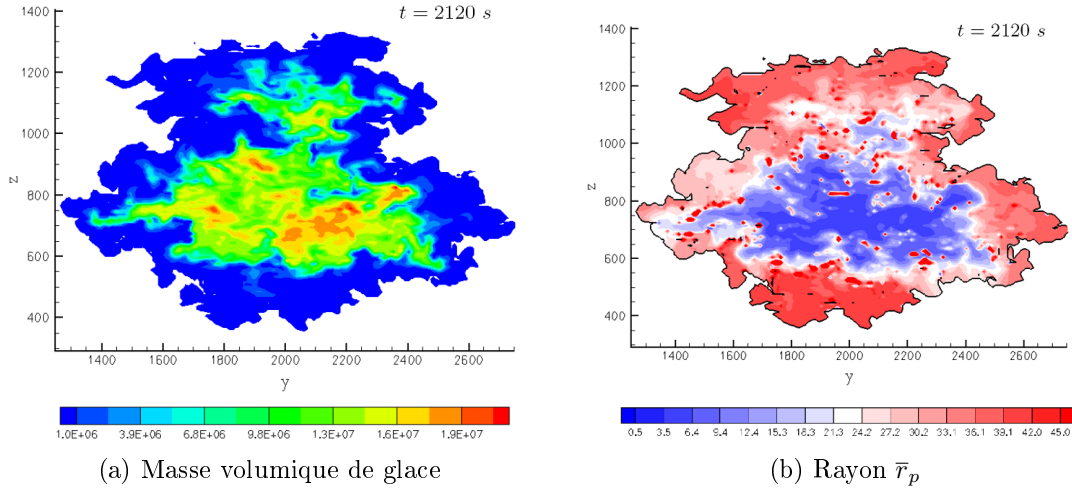 t = 2120 s
1400
1200
1000
800
600
400
z
1400 1600 1800 2000 2200 2400 2600
y
1.0E+06 3.9E+06 6.8E+06 9.8E+06 1.3E+07 1.6E+07 1.9E+07
(a) Masse volumique de glace
t = 2120 s
1400
1200
1000
800
600
400
z
1400 1600 1800 2000 2200 2400 2600
y
0.5 3.5 6.4 9.4 12.4 15.3 18.3 21.3 24.2 27.2 30.2 33.1 36.1 39.1 42.0 45.0
(b) Rayon r̅_p